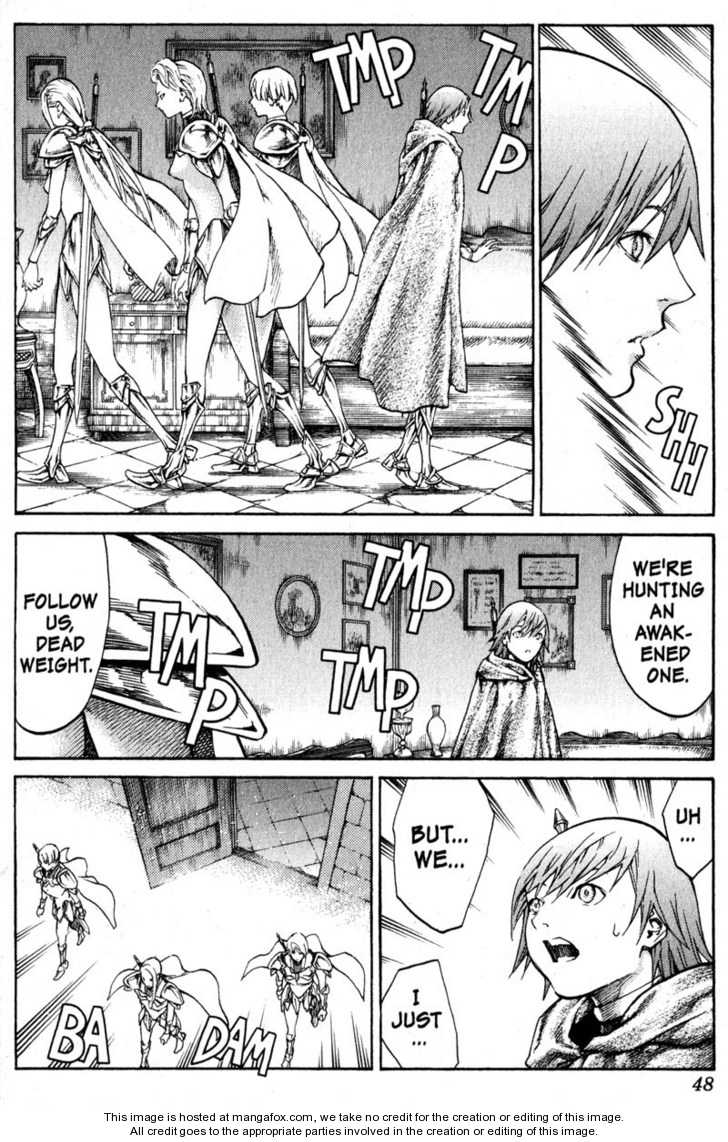 TMP
TM
P
SHH
WE'RE
HUNTING
AN
AWAK-
ENED
ONE.
TMP
TMP
TM
P
FOLLOW
US,
DEAD
WEIGHT.
UH
...
BUT...
WE...
I
JUST
...
BA
DAM
48
This image is hosted at mangafox.com, we take no credit for the creation or editing of this image.
All credit goes to the appropriate parties involved in the creation or editing of this image.